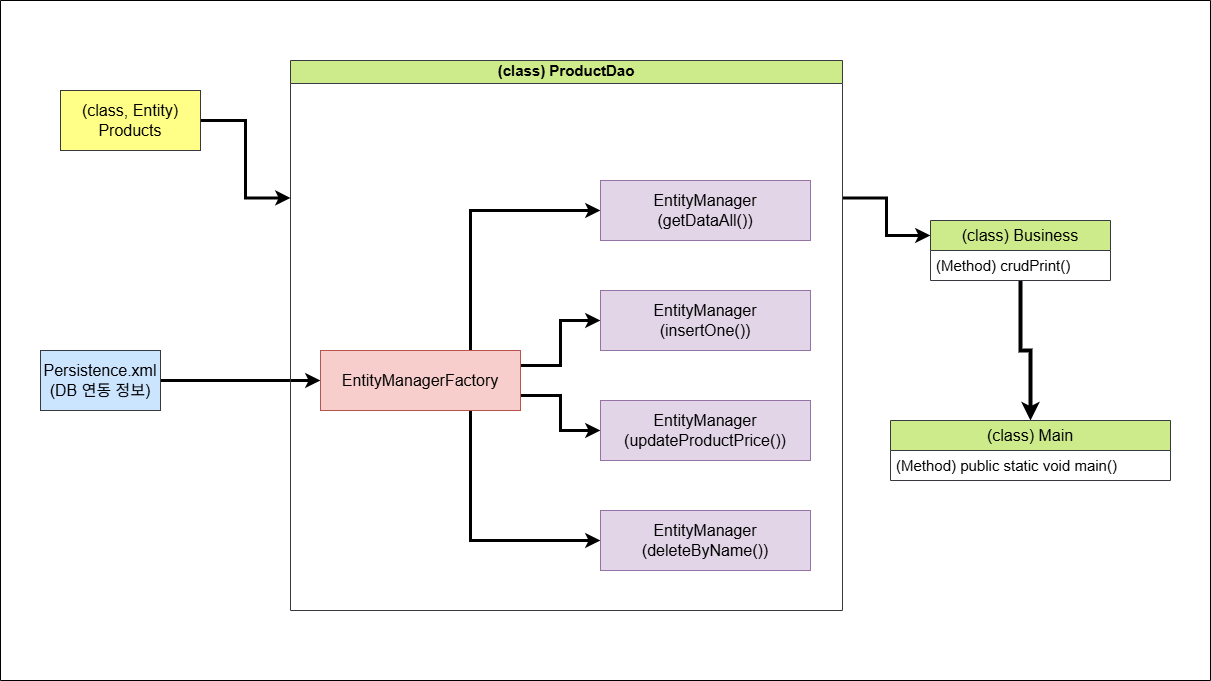 (class) ProductDao
(class, Entity)
Products
EntityManager
(getDataAll())
(class) Business
(Method) crudPrint()
EntityManager
(insertOne())
Persistence.xml
(DB 연동 정보)
EntityManagerFactory
EntityManager
(updateProductPrice())
(class) Main
(Method) public static void main()
EntityManager
(deleteByName())